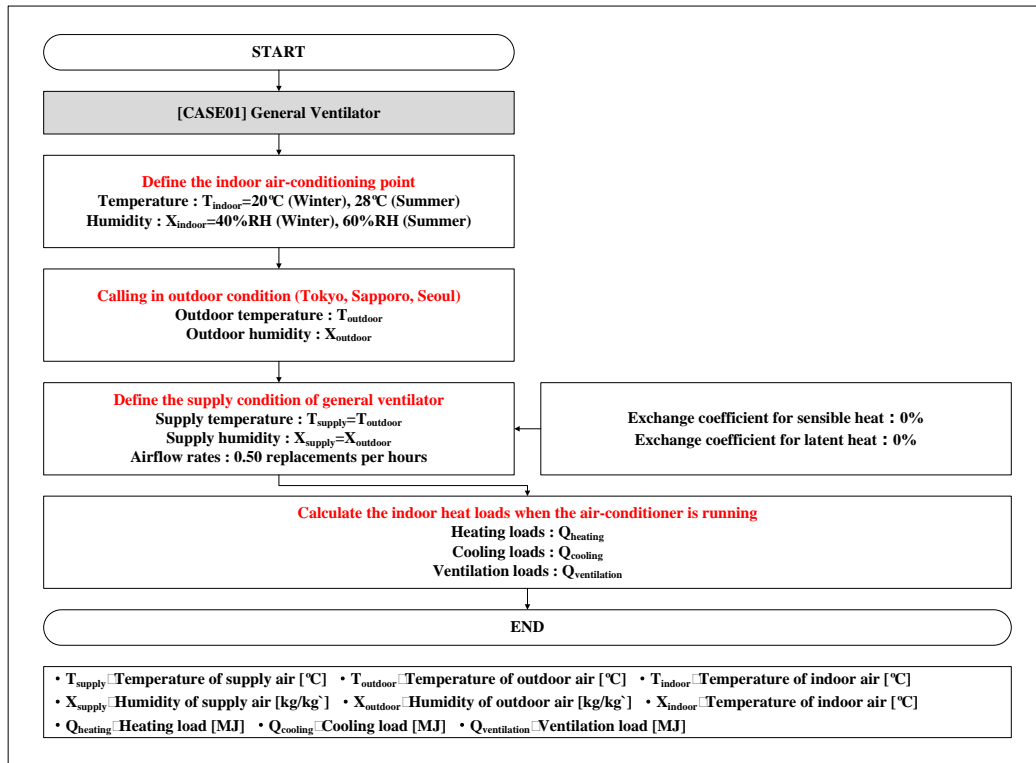 START
[CASE01] General Ventilator
Define the indoor air-conditioning point
Temperature : Tindoor=20℃ (Winter), 28℃ (Summer)
Humidity : Xindoor=40%RH (Winter), 60%RH (Summer)
Calling in outdoor condition (Tokyo, Sapporo, Seoul)
Outdoor temperature : Toutdoor
Outdoor humidity : Xoutdoor
Define the supply condition of general ventilator
Supply temperature : Tsupply=Toutdoor
Supply humidity : Xsupply=Xoutdoor
Airflow rates : 0.50 replacements per hours
Exchange coefficient for sensible heat : 0%
Exchange coefficient for latent heat : 0%
Calculate the indoor heat loads when the air-conditioner is running
Heating loads : Qheating
Cooling loads : Qcooling
Ventilation loads : Qventilation
END
・Tsupply□Temperature of supply air [℃] ・Toutdoor□Temperature of outdoor air [℃] ・Tindoor□Temperature of indoor air [℃]
・Xsupply□Humidity of supply air [kg/kg`] ・Xoutdoor□Humidity of outdoor air [kg/kg`] ・Xindoor□Temperature of indoor air [℃]
・Qheating□Heating load [MJ] ・Qcooling□Cooling load [MJ] ・Qventilation□Ventilation load [MJ]